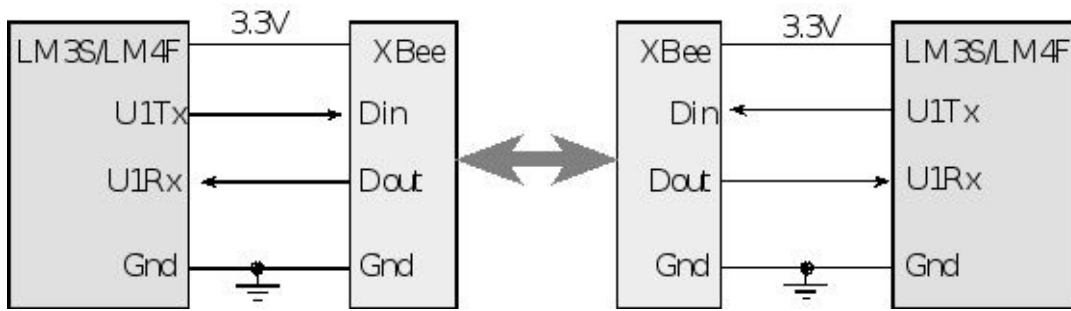 3.3V 3.3V
LM3S/LM4F XBee XBee LM3S/LM4F
U1Tx Din Din U1Tx
U1Rx Dout Dout U1Rx
Gnd Gnd Gnd Gnd